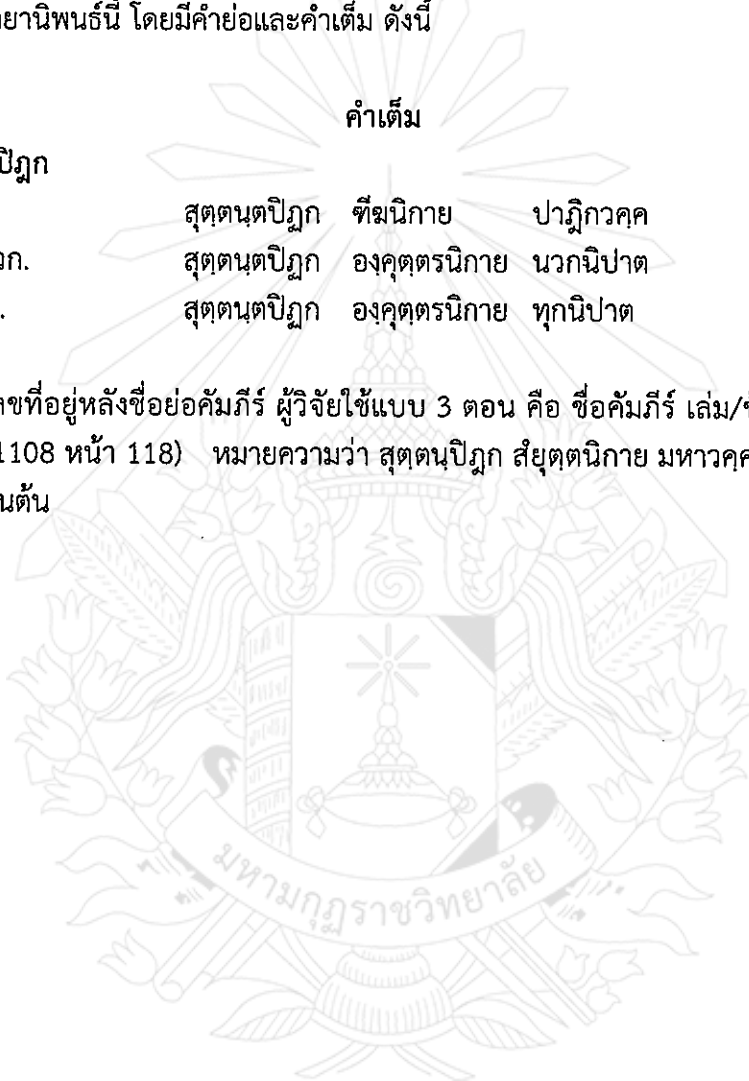 ยานิพนธ์นี้ โดยมีคำย่อและคำเต็ม ดังนี้
คำเต็ม
ปิฎก
สุตฺตนฺตปิฏก ฑีฆนิกาย ปาฏิกวคฺค
วก. สุตฺตนฺตปิฏก องฺคุตฺตรนิกาย นวกนิปาต
. สุตฺตนฺตปิฏก องฺคุตฺตรนิกาย ทุกนิปาต
ขที่อยู่หลังชื่อย่อคัมภีร์ ผู้วิจัยใช้แบบ 3 ตอน คือ ชื่อคัมภีร์ เล่ม/ข
1108 หน้า 118) หมายความว่า สุตฺตนฺปิฎก สํยุตฺตนิกาย มหาวคฺค
นต้น
มหามกุฏราชวิทยาลัย